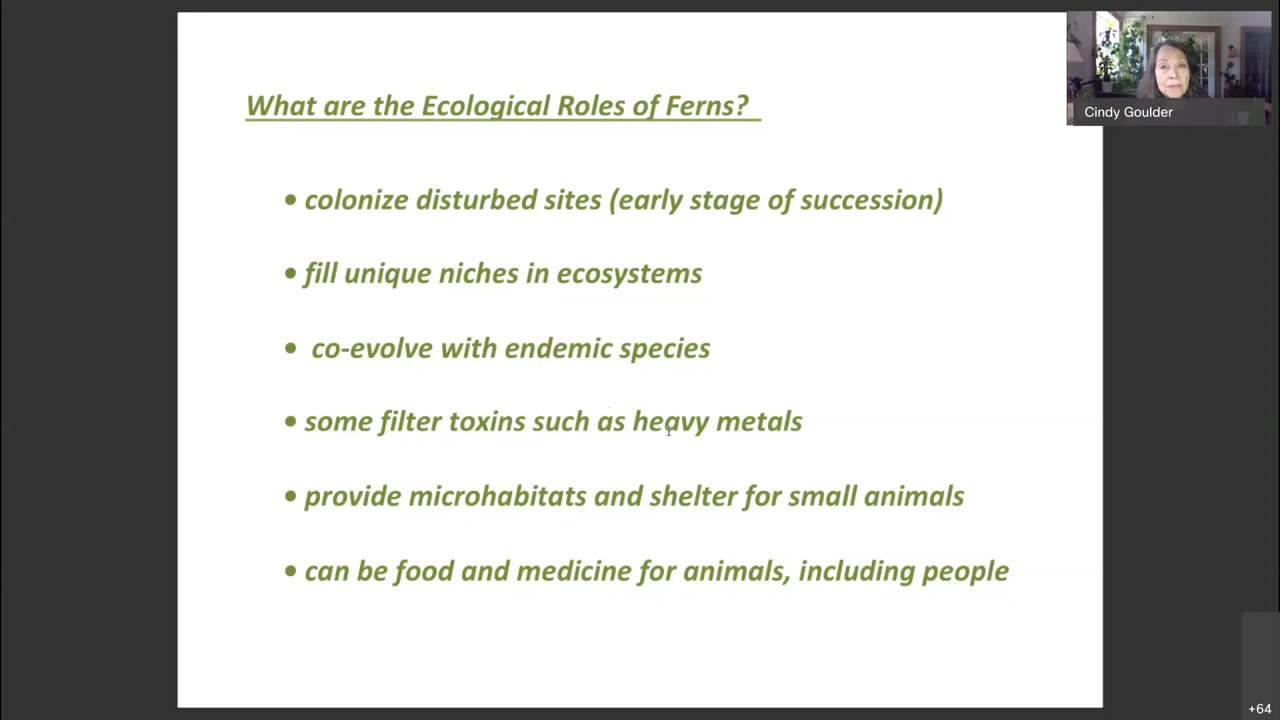 What are the Ecological Roles of Ferns?
• colonize disturbed sites (early stage of succession)
• fill unique niches in ecosystems
• co-evolve with endemic species
• some filter toxins such as heavy metals
• provide microhabitats and shelter for small animals
• can be food and medicine for animals, including people
Cindy Goulder
+64